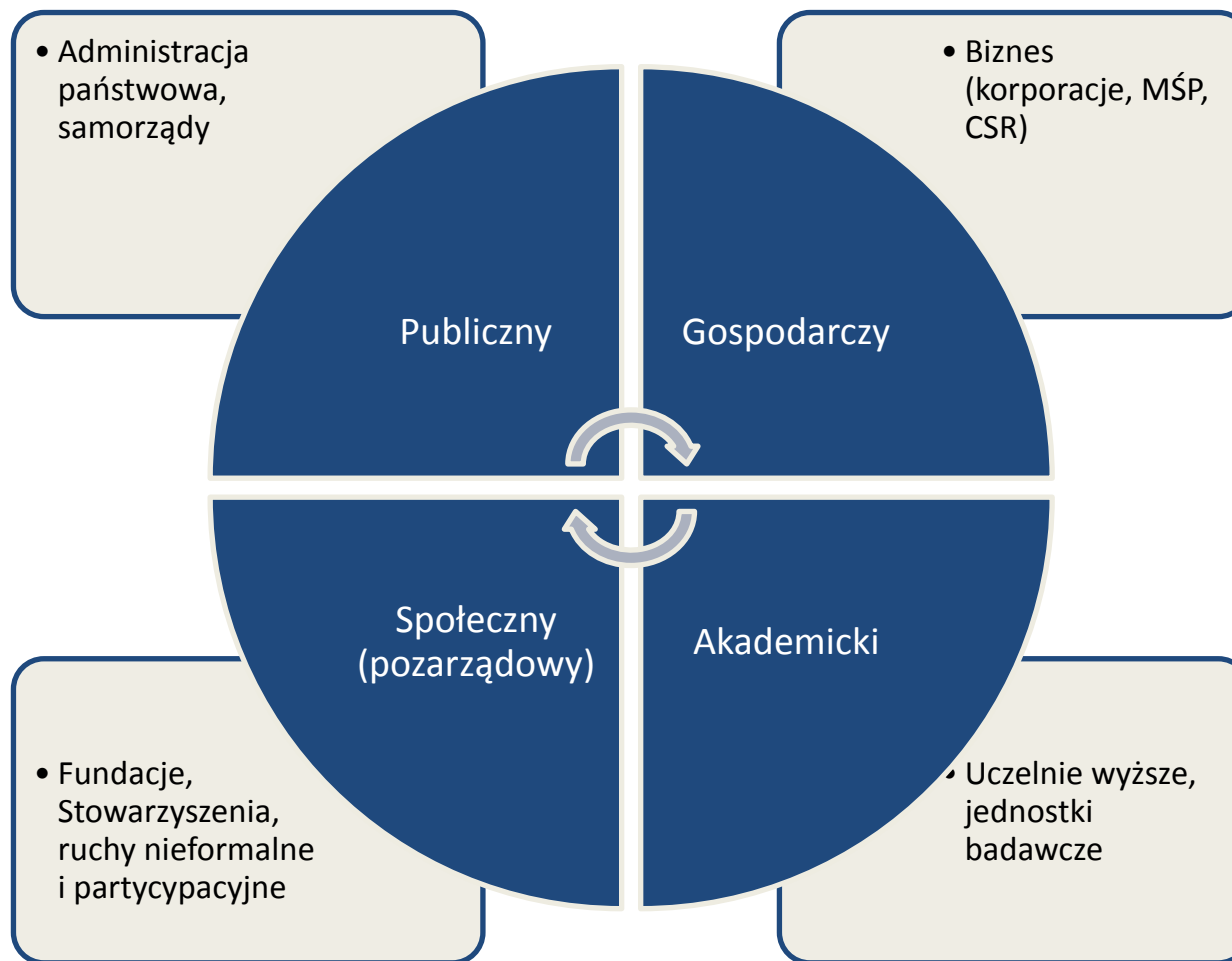 • Administracja
państwowa,
samorządy
• Biznes
(korporacje, MŚP,
CSR)
Publiczny
Gospodarczy
Społeczny
(pozarządowy)
Akademicki
• Fundacje,
Stowarzyszenia,
ruchy nieformalne
i partycypacyjne
• Uczelnie wyższe,
jednostki
badawcze